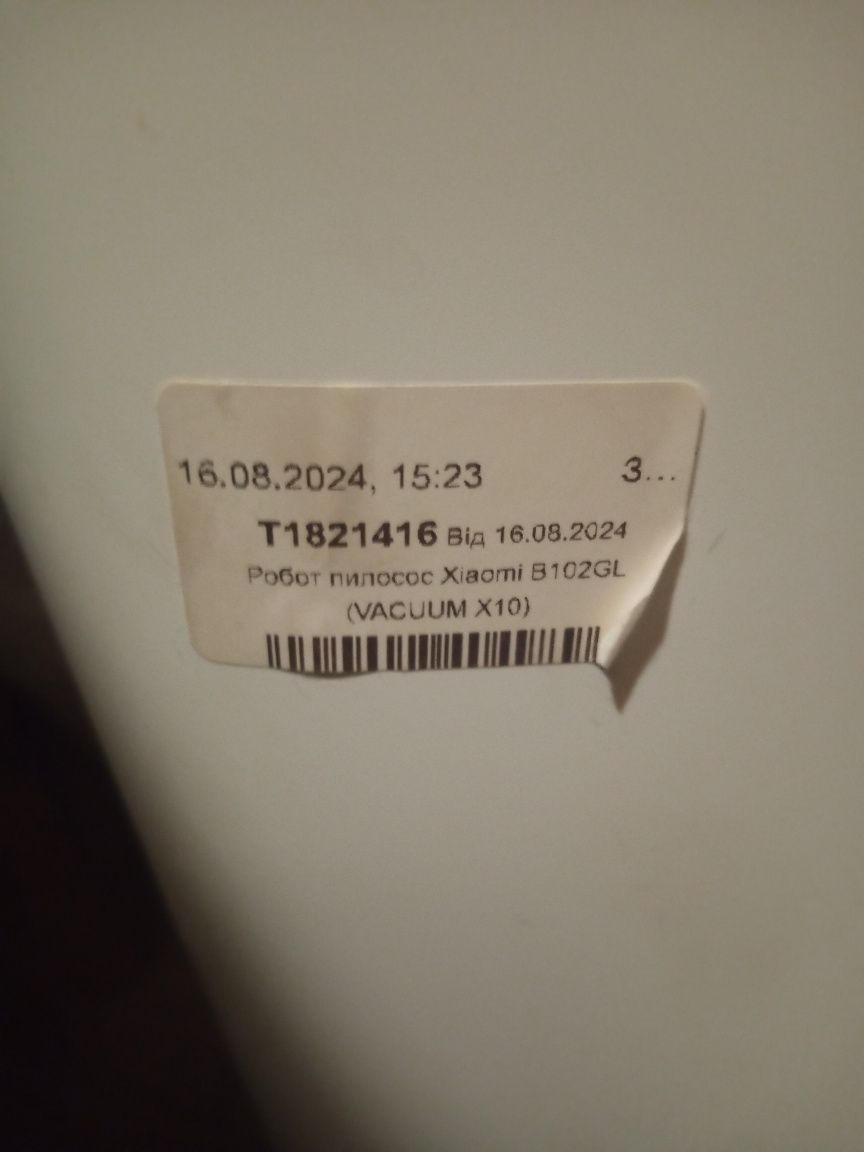 16.08.2024, 15:23 3...
T1821416 Від 16.08.2024
Робот пилосос Xiaomi B102GL
(VACUUM X10)